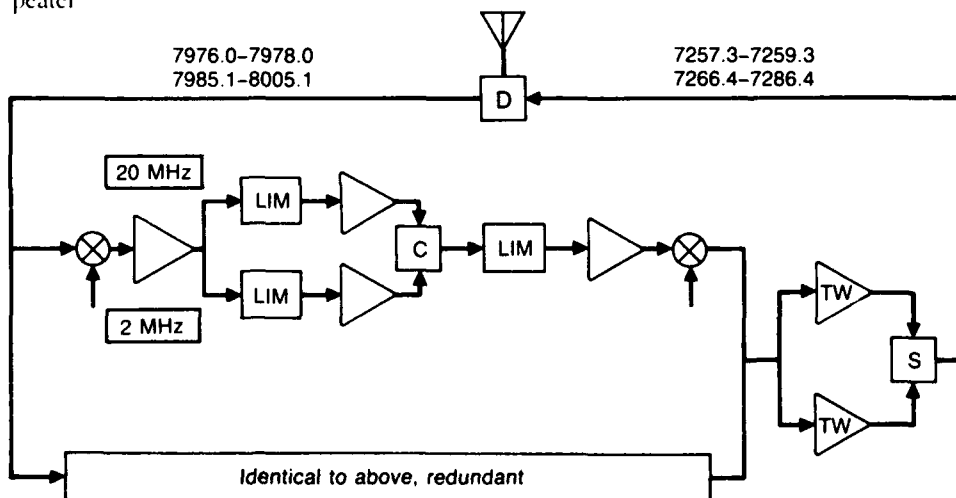 peater
7976.0–7978.0
7985.1–8005.1
7257.3–7259.3
7266.4–7286.4
D
20 MHz
LIM
C
LIM
LIM
2 MHz
TW
S
TW
Identical to above, redundant